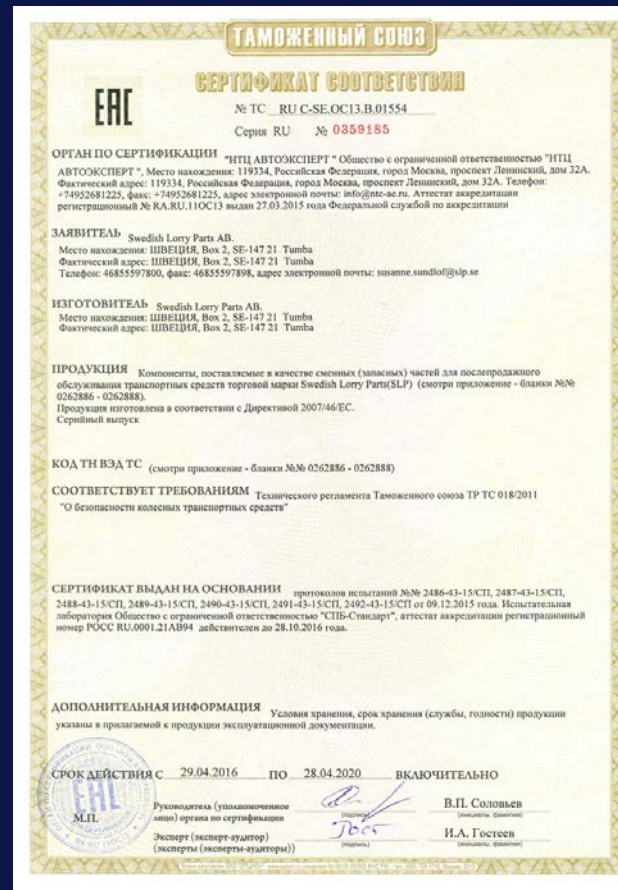 ТАМОЖЕННЫЙ СОЮЗ
СЕРТИФИКАТ СООТВЕТСТВИЯ
EAC
№ ТС RU C-SE.OC13.B.01554
Серия RU № 0359185
ОРГАН ПО СЕРТИФИКАЦИИ "НТЦ АВТОЭКСПЕРТ " Общество с ограниченной ответственностью "НТЦ
АВТОЭКСПЕРТ ", Место нахождения: 119334, Российская Федерация, город Москва, проспект Ленинский, дом 32А.
Фактический адрес: 119334, Российская Федерация, город Москва, проспект Ленинский, дом 32А. Телефон:
+74952681225, факс: +74952681225, адрес электронной почты: info@ntc-ae.ru. Аттестат аккредитации
регистрационный № RA.RU.11ОС13 выдан 27.03.2015 года Федеральной службой по аккредитации
ЗАЯВИТЕЛЬ Swedish Lorry Parts AB.
Место нахождения: ШВЕЦИЯ, Box 2, SE-147 21 Tumba
Фактический адрес: ШВЕЦИЯ, Box 2, SE-147 21 Tumba
Телефон: 46855597800, факс: 46855597898, адрес электронной почты: susanne.sundlof@slp.se
ИЗГОТОВИТЕЛЬ Swedish Lorry Parts AB.
Место нахождения: ШВЕЦИЯ, Box 2, SE-147 21 Tumba
Фактический адрес: ШВЕЦИЯ, Box 2, SE-147 21 Tumba
ПРОДУКЦИЯ Компоненты, поставляемые в качестве сменных (запасных) частей для послепродажного
обслуживания транспортных средств торговой марки Swedish Lorry Parts(SLP) (смотри приложение - бланки №№
0262886 - 0262888).
Продукция изготовлена в соответствии с Директивой 2007/46/ЕС.
Серийный выпуск
КОД ТН ВЭД ТС (смотри приложение - бланки №№ 0262886 - 0262888)
СООТВЕТСТВУЕТ ТРЕБОВАНИЯМ Технического регламента Таможенного союза ТР ТС 018/2011
"О безопасности колесных транспортных средств"
СЕРТИФИКАТ ВЫДАН НА ОСНОВАНИИ протоколов испытаний №№ 2486-43-15/СП, 2487-43-15/СП,
2488-43-15/СП, 2489-43-15/СП, 2490-43-15/СП, 2491-43-15/СП, 2492-43-15/СП от 09.12.2015 года. Испытательная
лаборатория Общество с ограниченной ответственностью "СПБ-Стандарт", аттестат аккредитации регистрационный
номер РОСС RU.0001.21АВ94 действителен до 28.10.2016 года.
ДОПОЛНИТЕЛЬНАЯ ИНФОРМАЦИЯ Условия хранения, срок хранения (службы, годности) продукции
указаны в прилагаемой к продукции эксплуатационной документации.
СРОК ДЕЙСТВИЯ С 29.04.2016 ПО 28.04.2020 ВКЛЮЧИТЕЛЬНО
М.П.
Руководитель (уполномоченное
лицо) органа по сертификации (подпись) В.П. Соловьев (инициалы, фамилия)
Эксперт (эксперт-аудитор)
(эксперты (эксперты-аудиторы)) (подпись) И.А. Гостеев (инициалы, фамилия)